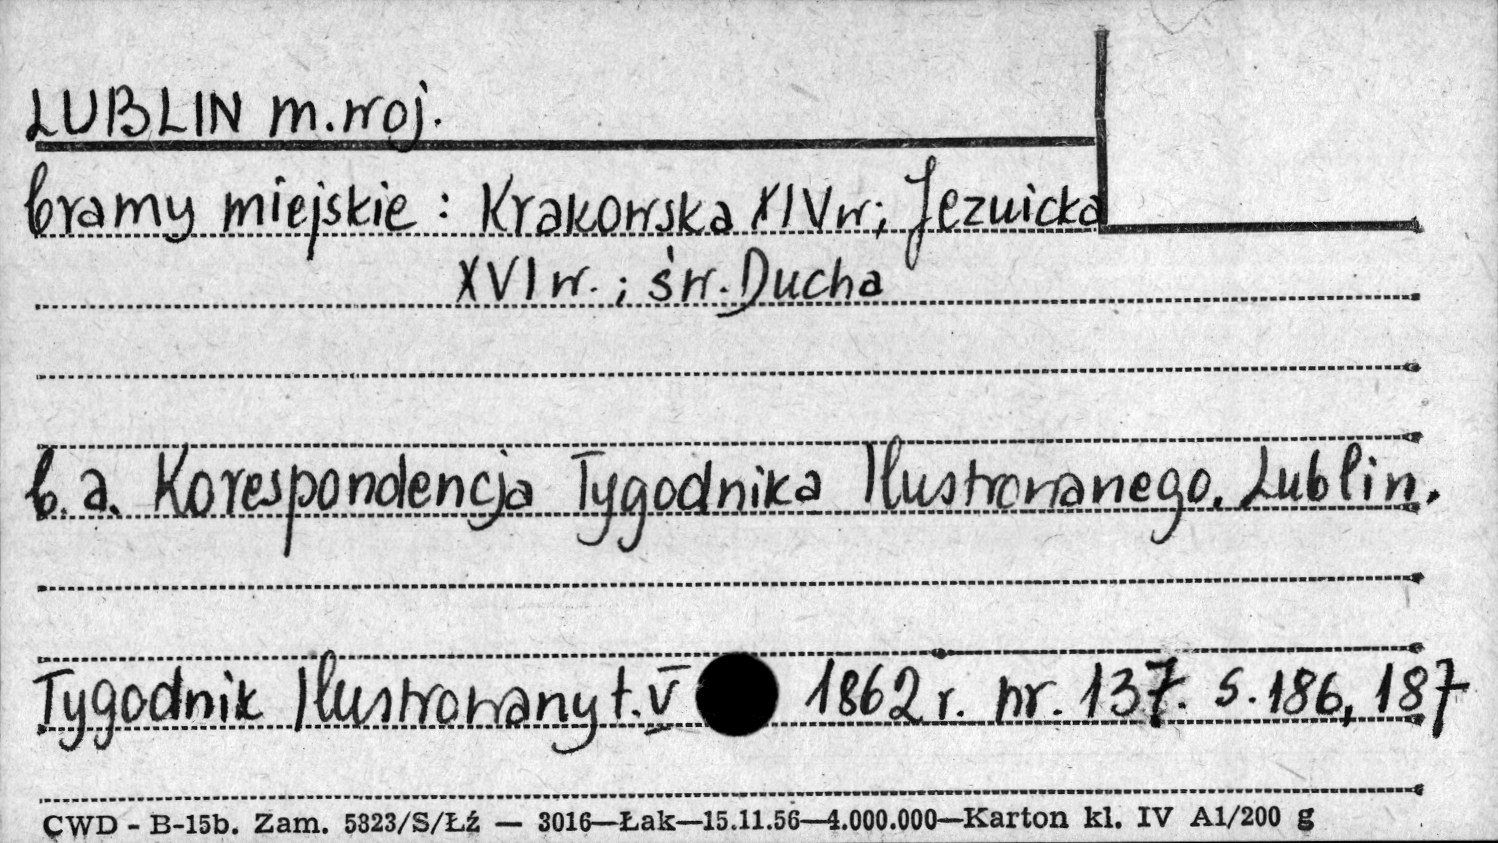 LUBLIN m.woj.
bramy miejskie : Krakowska XIVw; Jezuicka
XVI w. ; św. Ducha
b. a. Korespondencja Tygodnika Ilustrowanego. Lublin.
Tygodnik Ilustrowany t. V 1862 r. nr. 137. s. 186, 187
CWD - B-15b. Zam. 5323/S/Łź — 3016—Łak—15.11.56—4.000.000—Karton kl. IV A1/200 g